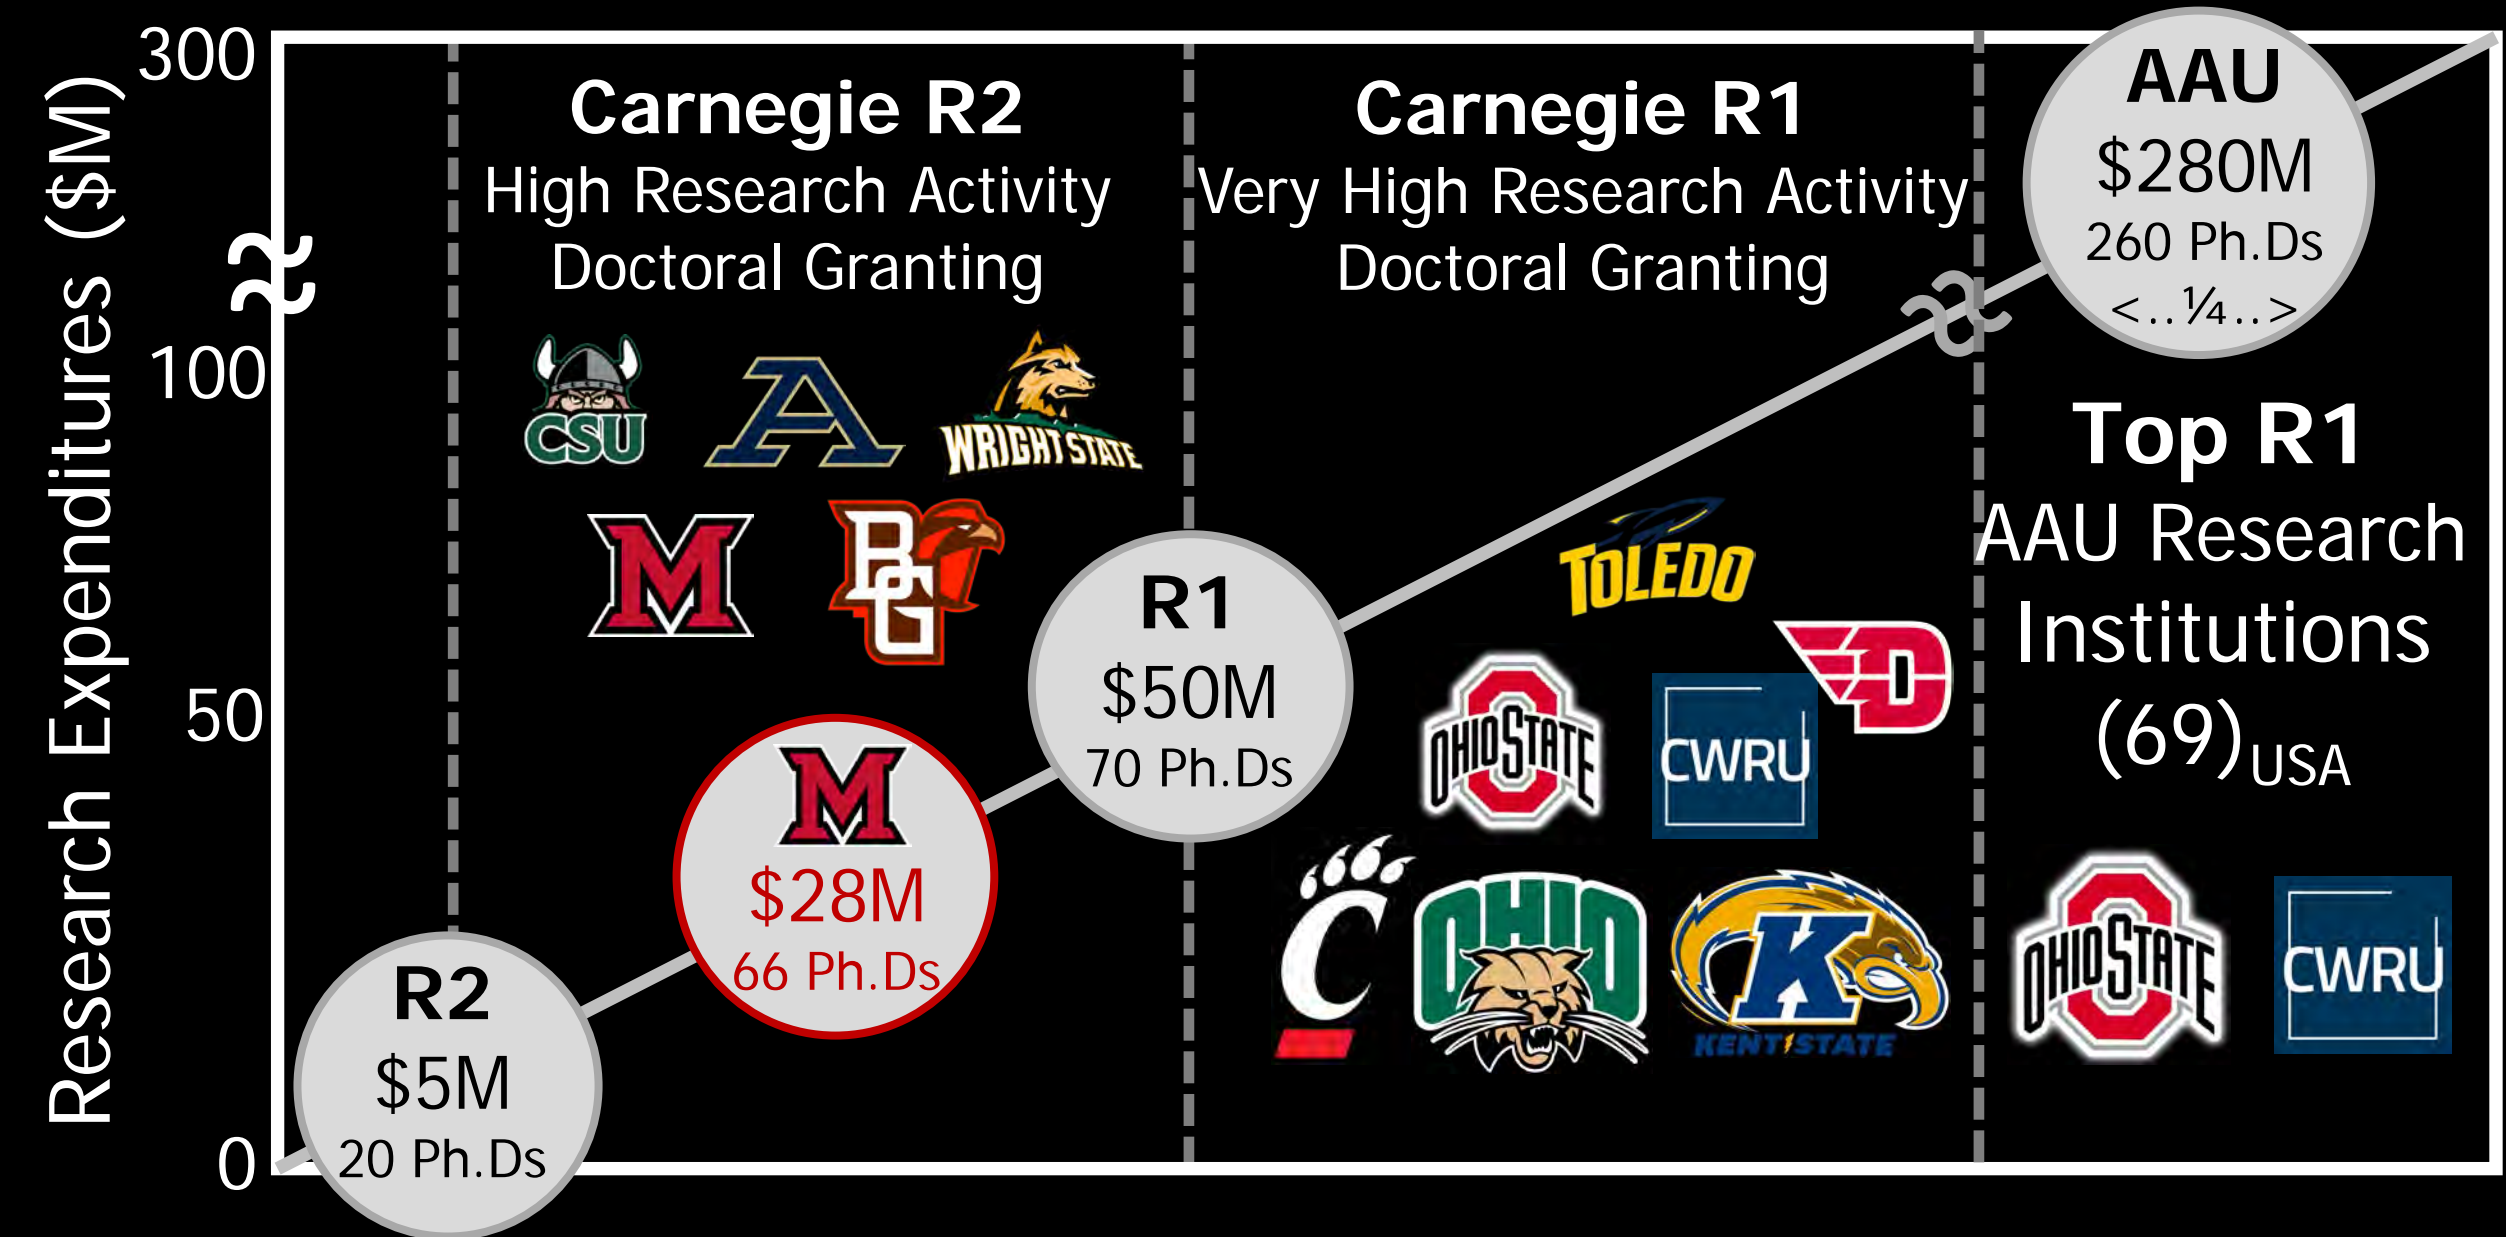 Research Expenditures ($M)
300
100
50
0
Carnegie R2
High Research Activity
Doctoral Granting
CSU
A
WRIGHT STATE
M
BG
M
$28M
66 Ph.Ds
R2
$5M
20 Ph.Ds
R1
$50M
70 Ph.Ds
Carnegie R1
Very High Research Activity
Doctoral Granting
TOLEDO
D
OHIO STATE
CWRU
C
OHIO
K
KENT STATE
AAU
$280M
260 Ph.Ds
<..¼..>
Top R1
AAU Research
Institutions
(69)USA
OHIO STATE
CWRU